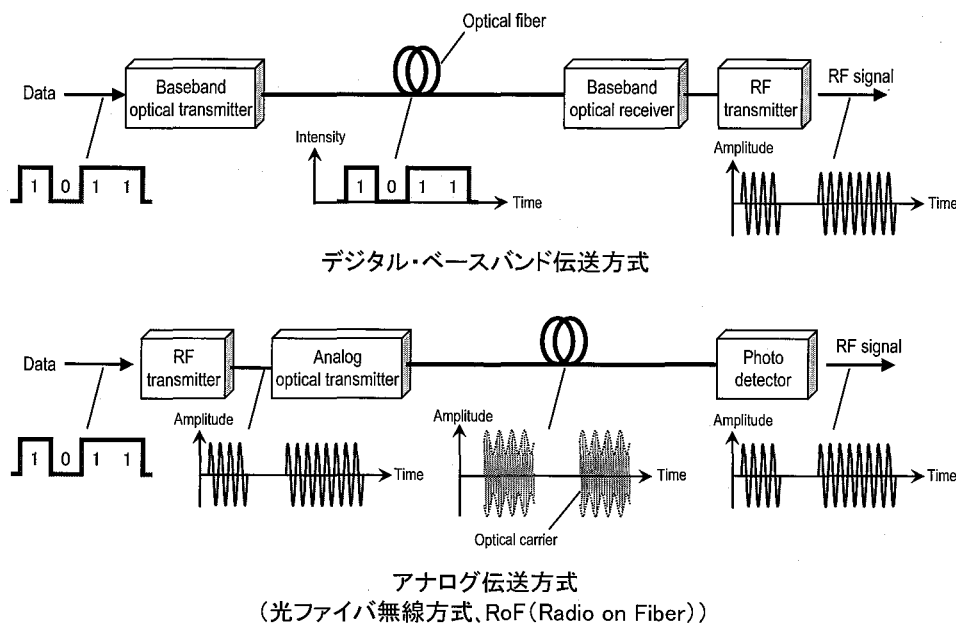 Optical fiber
Data
Baseband
optical transmitter
Baseband
optical receiver
RF
transmitter
RF signal
1 0 1 1
Intensity
1 0 1 1
Time
Amplitude
Time
デジタル・ベースバンド伝送方式
Data
RF
transmitter
Analog
optical transmitter
Photo
detector
RF signal
1 0 1 1
Amplitude
Time
Amplitude
Time
Optical carrier
Amplitude
Time
アナログ伝送方式
(光ファイバ無線方式、RoF(Radio on Fiber))